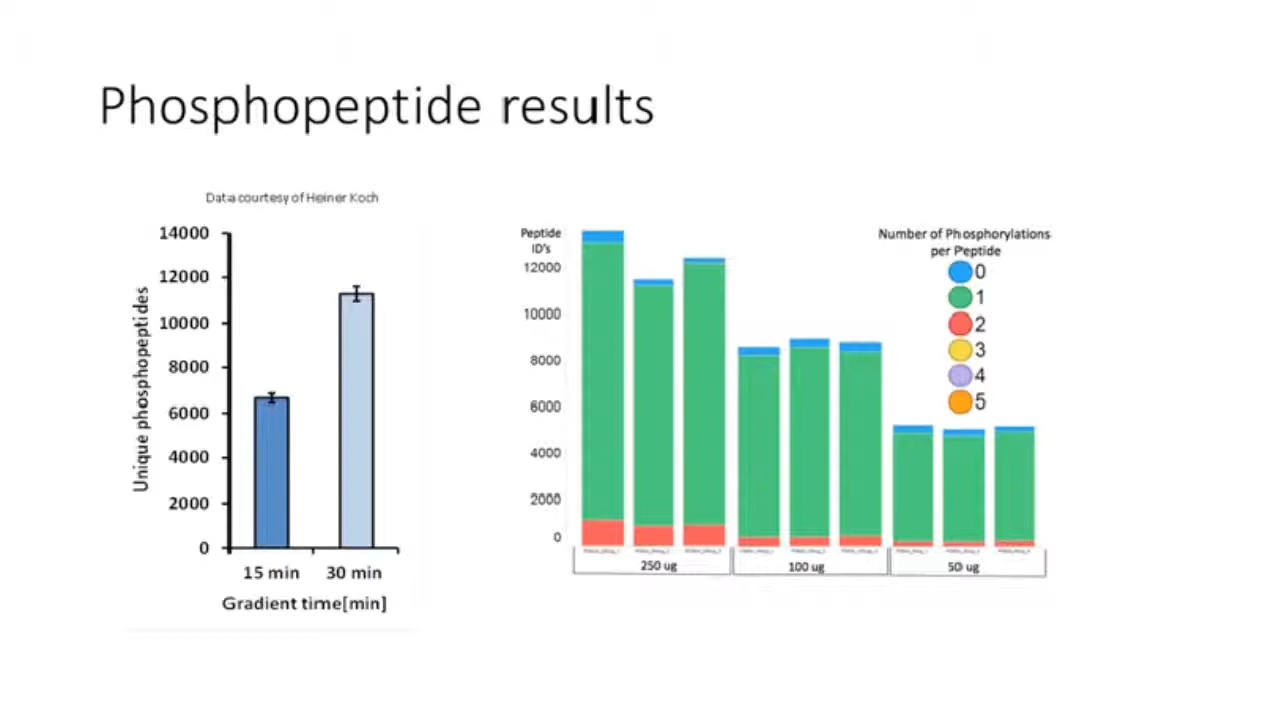 Phosphopeptide results
Data courtesy of Heiner Koch
14000
12000
10000
8000
6000
4000
2000
0
Unique phosphopeptides
15 min
30 min
Gradient time[min]
Peptide
ID's
12000
10000
8000
6000
4000
2000
0
250 ug
100 ug
50 ug
Number of Phosphorylations
per Peptide
0
1
2
3
4
5